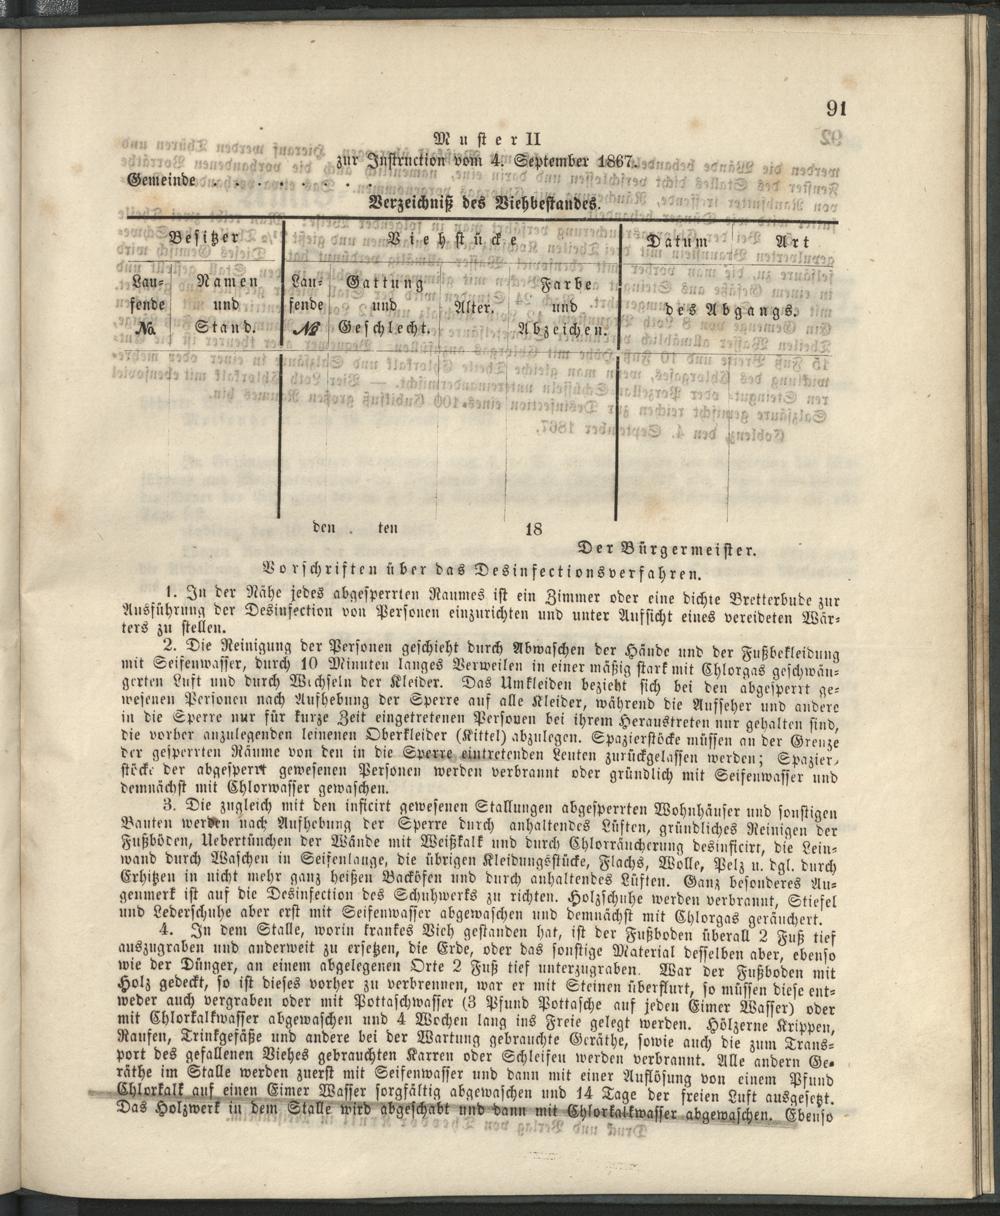 91
Muster II
zur Instruction vom 4. September 1867.
Gemeinde . . . . . . . . .
Verzeichniß des Viehbestandes.
Besitzer Viehstücke Datum Art
Lau- Namen Lau- Gattung Farbe
fende und fende und Alter. und des Abgangs.
No. Stand. № Geschlecht. Abzeichen.
den . ten 18
Der Bürgermeister.
Vorschriften über das Desinfectionsverfahren.
1. In der Nähe jedes abgesperrten Raumes ist ein Zimmer oder eine dichte Bretterbude zur
Ausführung der Desinfection von Personen einzurichten und unter Aufsicht eines vereideten Wär-
ters zu stellen.
2. Die Reinigung der Personen geschieht durch Abwaschen der Hände und der Fußbekleidung
mit Seifenwasser, durch 10 Minuten langes Verweilen in einer mäßig stark mit Chlorgas geschwän-
gerten Luft und durch Wechseln der Kleider. Das Umkleiden bezieht sich bei den abgesperrt ge-
wesenen Personen nach Aufhebung der Sperre auf alle Kleider, während die Aufseher und andere
in die Sperre nur für kurze Zeit eingetretenen Personen bei ihrem Heraustreten nur gehalten sind,
die vorher anzulegenden leinenen Oberkleider (Kittel) abzulegen. Spazierstöcke müssen an der Grenze
der gesperrten Räume von den in die Sperre eintretenden Leuten zurückgelassen werden; Spazier-
stöcke der abgesperrt gewesenen Personen werden verbrannt oder gründlich mit Seifenwasser und
demnächst mit Chlorwasser gewaschen.
3. Die zugleich mit den inficirt gewesenen Stallungen abgesperrten Wohnhäuser und sonstigen
Bauten werden nach Aufhebung der Sperre durch anhaltendes Lüften, gründliches Reinigen der
Fußböden, Uebertünchen der Wände mit Weißkalk und durch Chlorräucherung desinficirt, die Lein-
wand durch Waschen in Seifenlauge, die übrigen Kleidungsstücke, Flachs, Wolle, Pelz u. dgl. durch
Erhitzen in nicht mehr ganz heißen Backöfen und durch anhaltendes Lüften. Ganz besonderes Au-
genmerk ist auf die Desinfection des Schuhwerks zu richten. Holzschuhe werden verbrannt, Stiefel
und Lederschuhe aber erst mit Seifenwasser abgewaschen und demnächst mit Chlorgas geräuchert.
4. In dem Stalle, worin krankes Vieh gestanden hat, ist der Fußboden überall 2 Fuß tief
auszugraben und anderweit zu ersetzen, die Erde, oder das sonstige Material desselben aber, ebenso
wie der Dünger, an einem abgelegenen Orte 2 Fuß tief unterzugraben. War der Fußboden mit
Holz gedeckt, so ist dieses vorher zu verbrennen, war er mit Steinen überflurt, so müssen diese ent-
weder auch vergraben oder mit Pottaschwasser (3 Pfund Pottasche auf jeden Eimer Wasser) oder
mit Chlorkalkwasser abgewaschen und 4 Wochen lang ins Freie gelegt werden. Hölzerne Krippen,
Raufen, Trinkgefäße und andere bei der Wartung gebrauchte Geräthe, sowie auch die zum Trans-
port des gefallenen Viehes gebrauchten Karren oder Schleifen werden verbrannt. Alle andern Ge-
räthe im Stalle werden zuerst mit Seifenwasser und dann mit einer Auflösung von einem Pfund
Chlorkalk auf einen Eimer Wasser sorgfältig abgewaschen und 14 Tage der freien Luft ausgesetzt.
Das Holzwerk in dem Stalle wird abgeschabt und dann mit Chlorkalkwasser abgewaschen. Ebenso